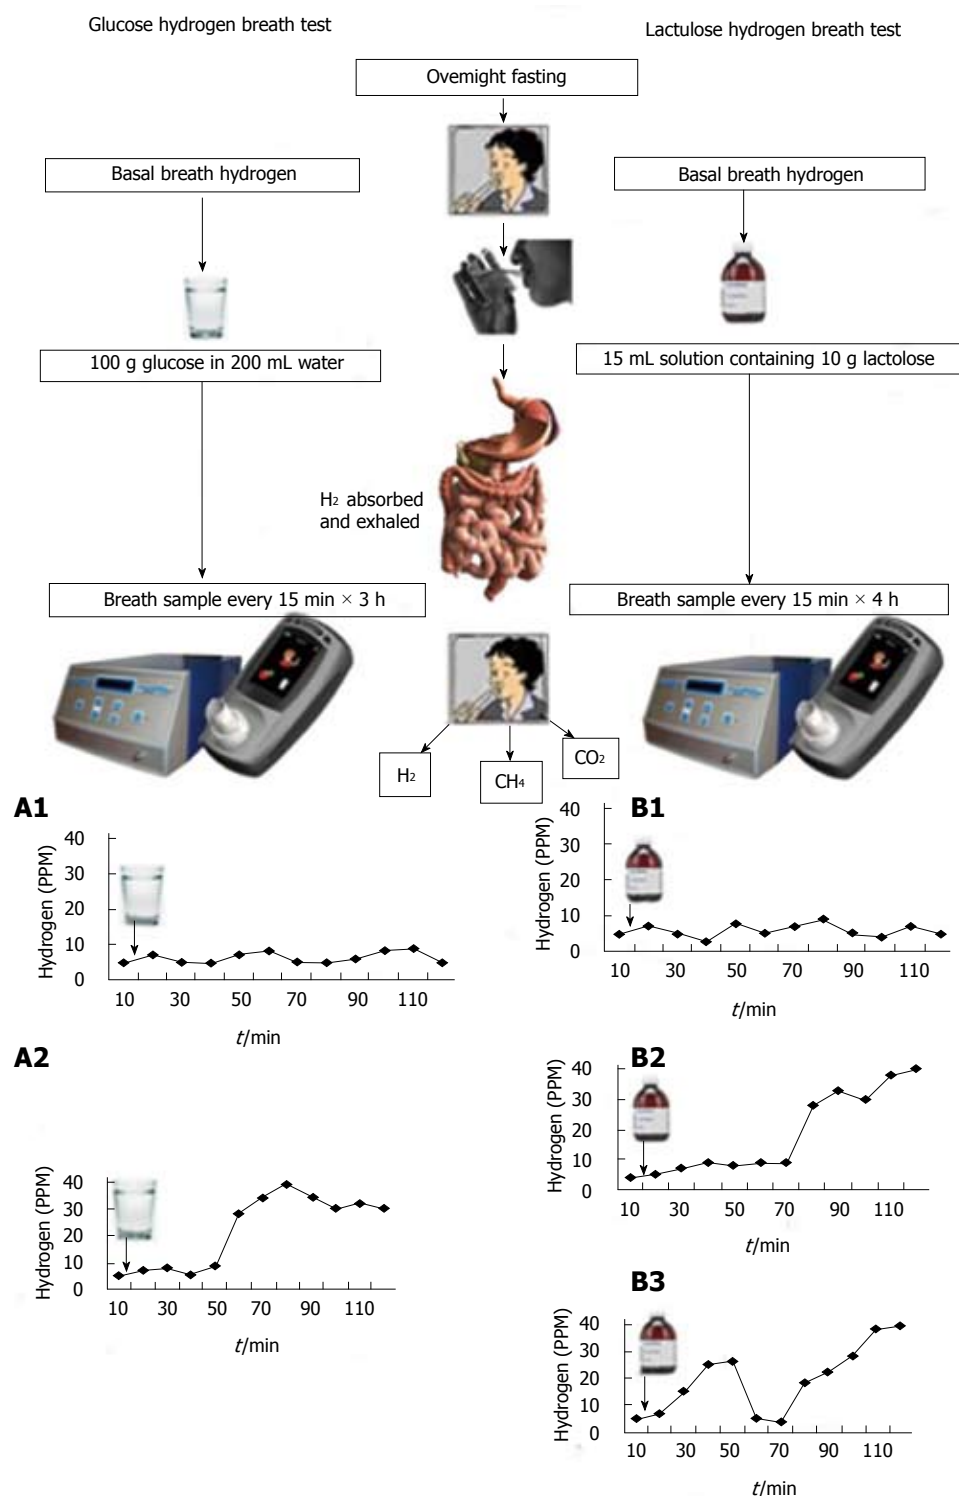 Glucose hydrogen breath test
Lactulose hydrogen breath test
Ovemight fasting
Basal breath hydrogen
Basal breath hydrogen
100 g glucose in 200 mL water
15 mL solution containing 10 g lactolose
H2 absorbed
and exhaled
Breath sample every 15 min × 3 h
Breath sample every 15 min × 4 h
H2
CH4
CO2
A1
Hydrogen (PPM)
40
30
20
10
0
10 30 50 70 90 110
t/min
B1
Hydrogen (PPM)
40
30
20
10
0
10 30 50 70 90 110
t/min
A2
Hydrogen (PPM)
40
30
20
10
0
10 30 50 70 90 110
t/min
B2
Hydrogen (PPM)
40
30
20
10
0
10 30 50 70 90 110
t/min
B3
Hydrogen (PPM)
40
30
20
10
0
10 30 50 70 90 110
t/min